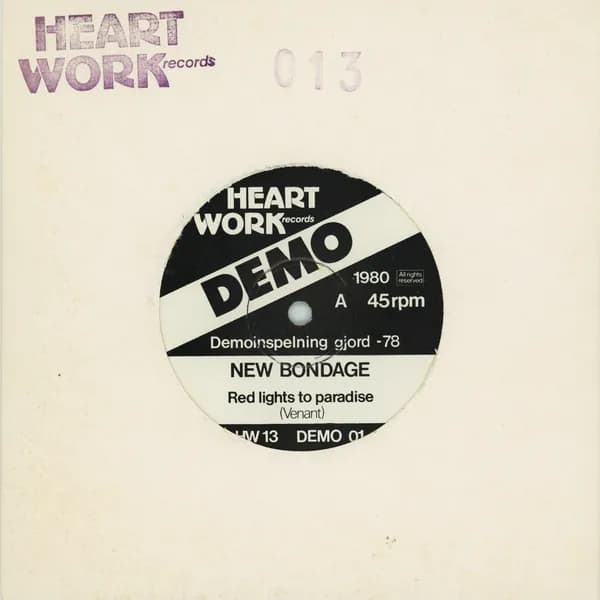 HEART
WORK records
013
HEART
WORK records
DEMO
1980 All rights reserved
A 45 rpm
Demoinspelning gjord -78
NEW BONDAGE
Red lights to paradise
(Venant)
HW 13 DEMO 01